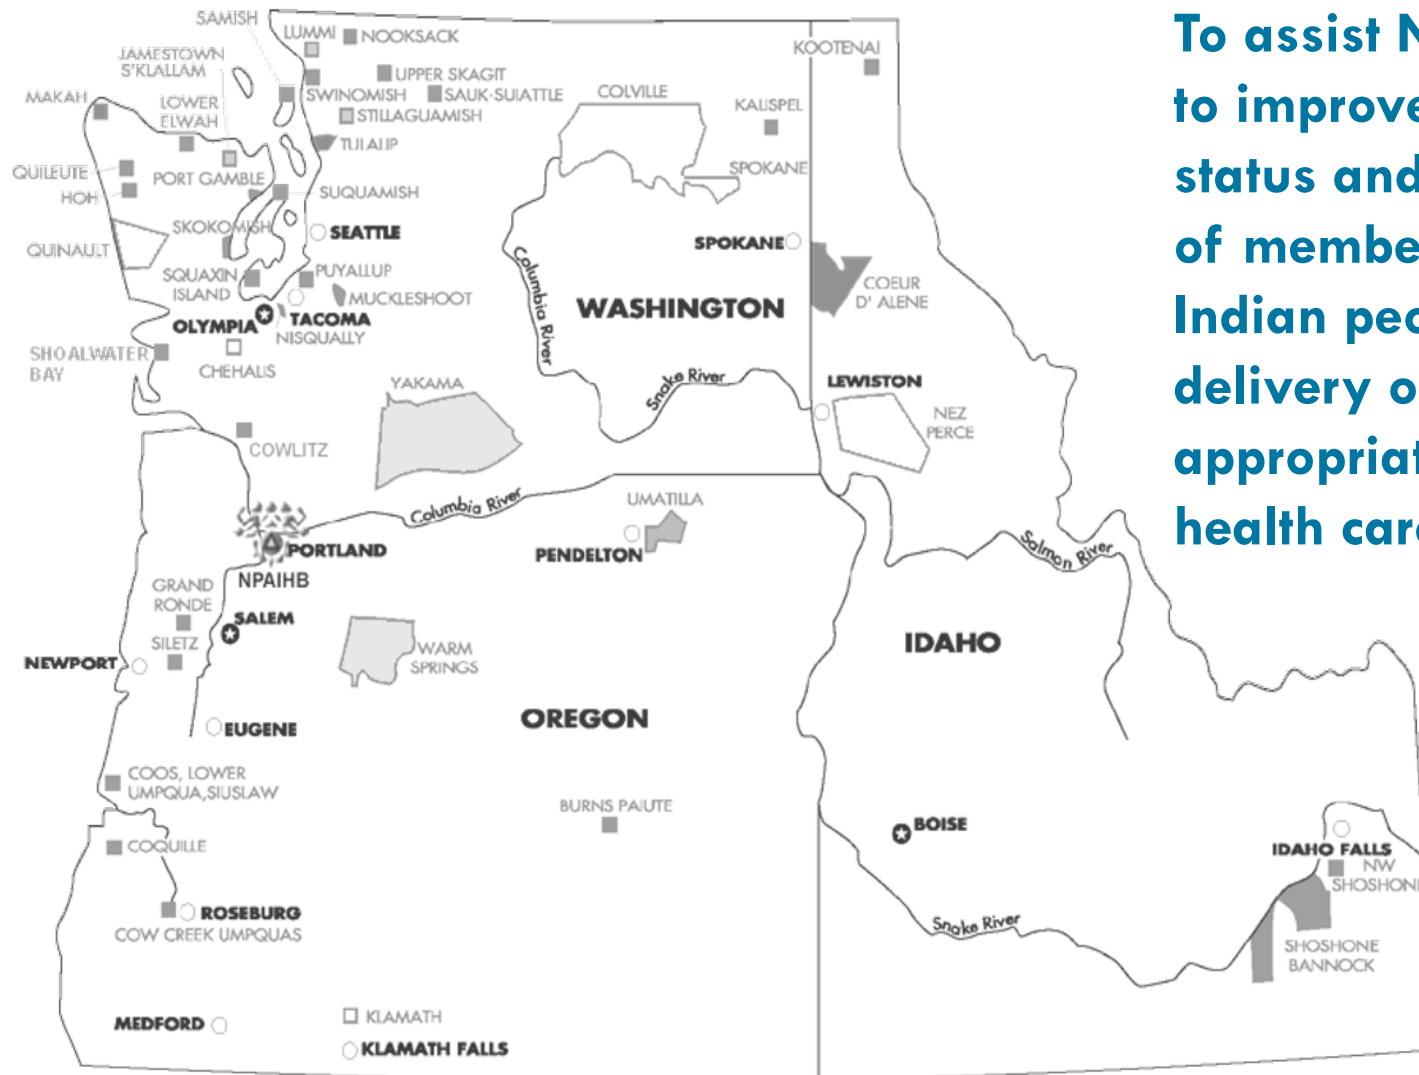 SAMISH
LUMMI
NOOKSACK
KOOTENAI
JAMESTOWN
S'KLALLAM
UPPER SKAGIT
SWINOMISH
SAUK-SUIATTLE
COLVILLE
MAKAH
LOWER
ELWAH
STILLAGUAMISH
KALISPEL
TULALIP
QUILEUTE
PORT GAMBLE
SPOKANE
HOH
SUQUAMISH
SKOKOMISH
SEATTLE
QUINAULT
SPOKANE
SQUAXIN
ISLAND
PUYALLUP
MUCKLESHOOT
COEUR
D' ALENE
Columbia River
WASHINGTON
OLYMPIA
TACOMA
NISQUALLY
SHOALWATER
BAY
CHEHALIS
YAKAMA
Snake River
LEWISTON
NEZ
PERCE
COWLITZ
Columbia River
UMATILLA
PORTLAND
PENDELTON
Salmon River
NPAIHB
GRAND
RONDE
SALEM
SILETZ
WARM
SPRINGS
IDAHO
NEWPORT
OREGON
EUGENE
COOS, LOWER
UMPQUA,SIUSLAW
BURNS PAIUTE
BOISE
COQUILLE
IDAHO FALLS
NW
SHOSHONE
ROSEBURG
COW CREEK UMPQUAS
Snake River
SHOSHONE
BANNOCK
MEDFORD
KLAMATH
KLAMATH FALLS
To assist N
to improve
status and
of membe
Indian peo
delivery o
appropriat
health car